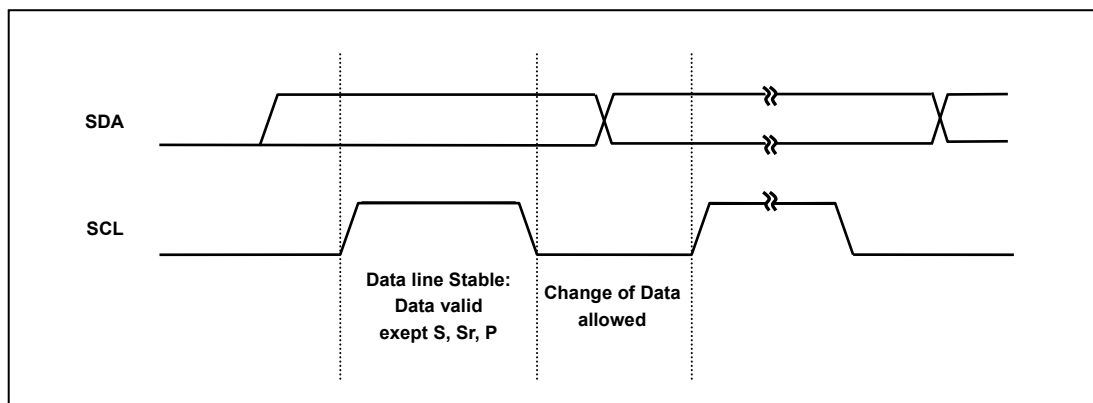 SDA
SCL
Data line Stable:
Data valid
exept S, Sr, P
Change of Data
allowed